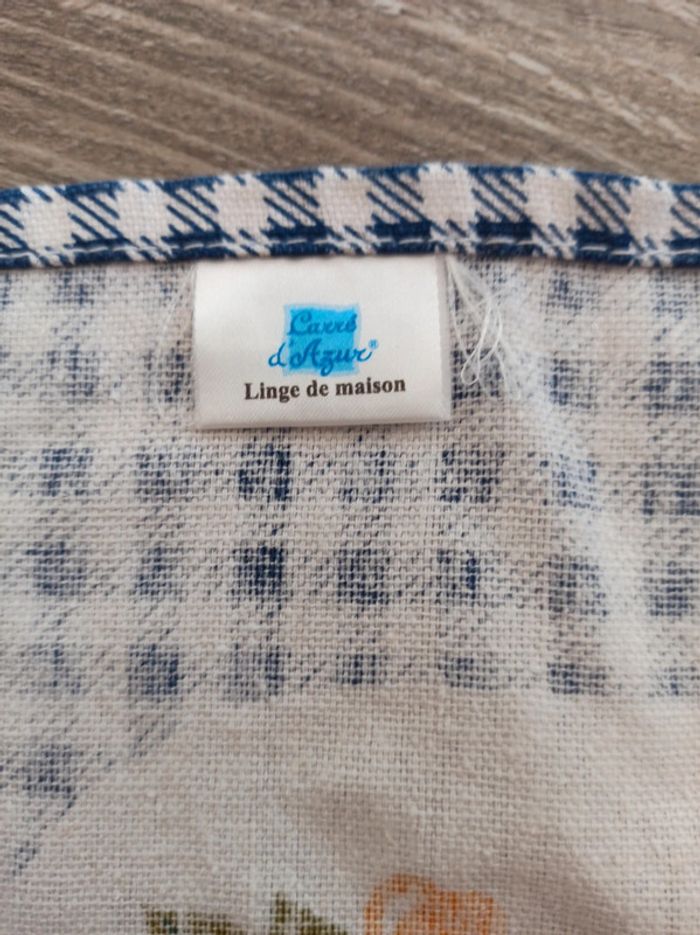 Carré
d'Azur®
Linge de maison